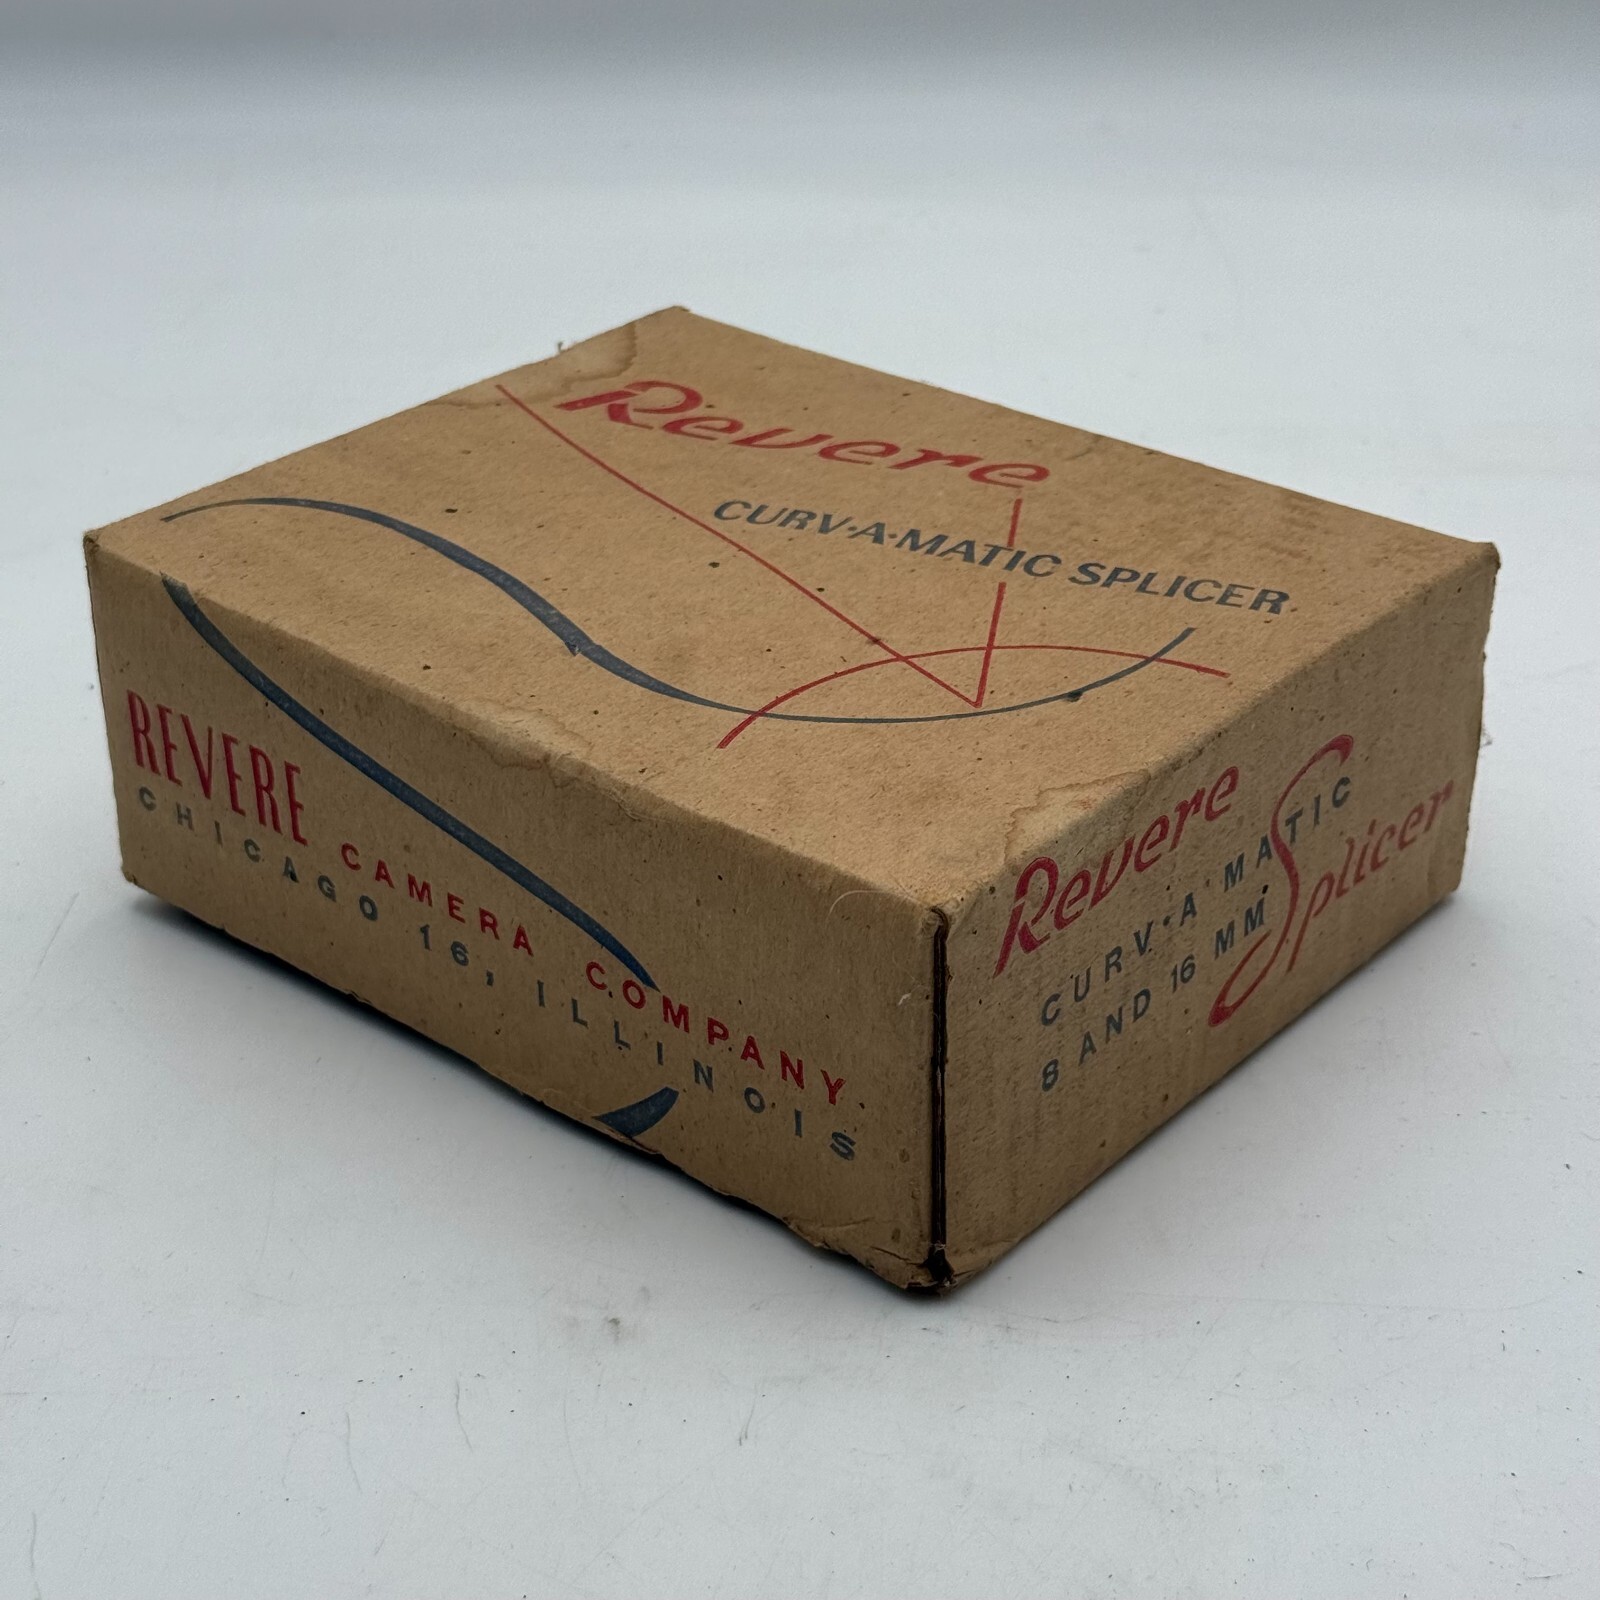 Revere
CURV·A·MATIC SPLICER
REVERE CAMERA COMPANY
CHICAGO 16, ILLINOIS
Revere
CURV·A·MATIC
8 AND 16 MM
Splicer